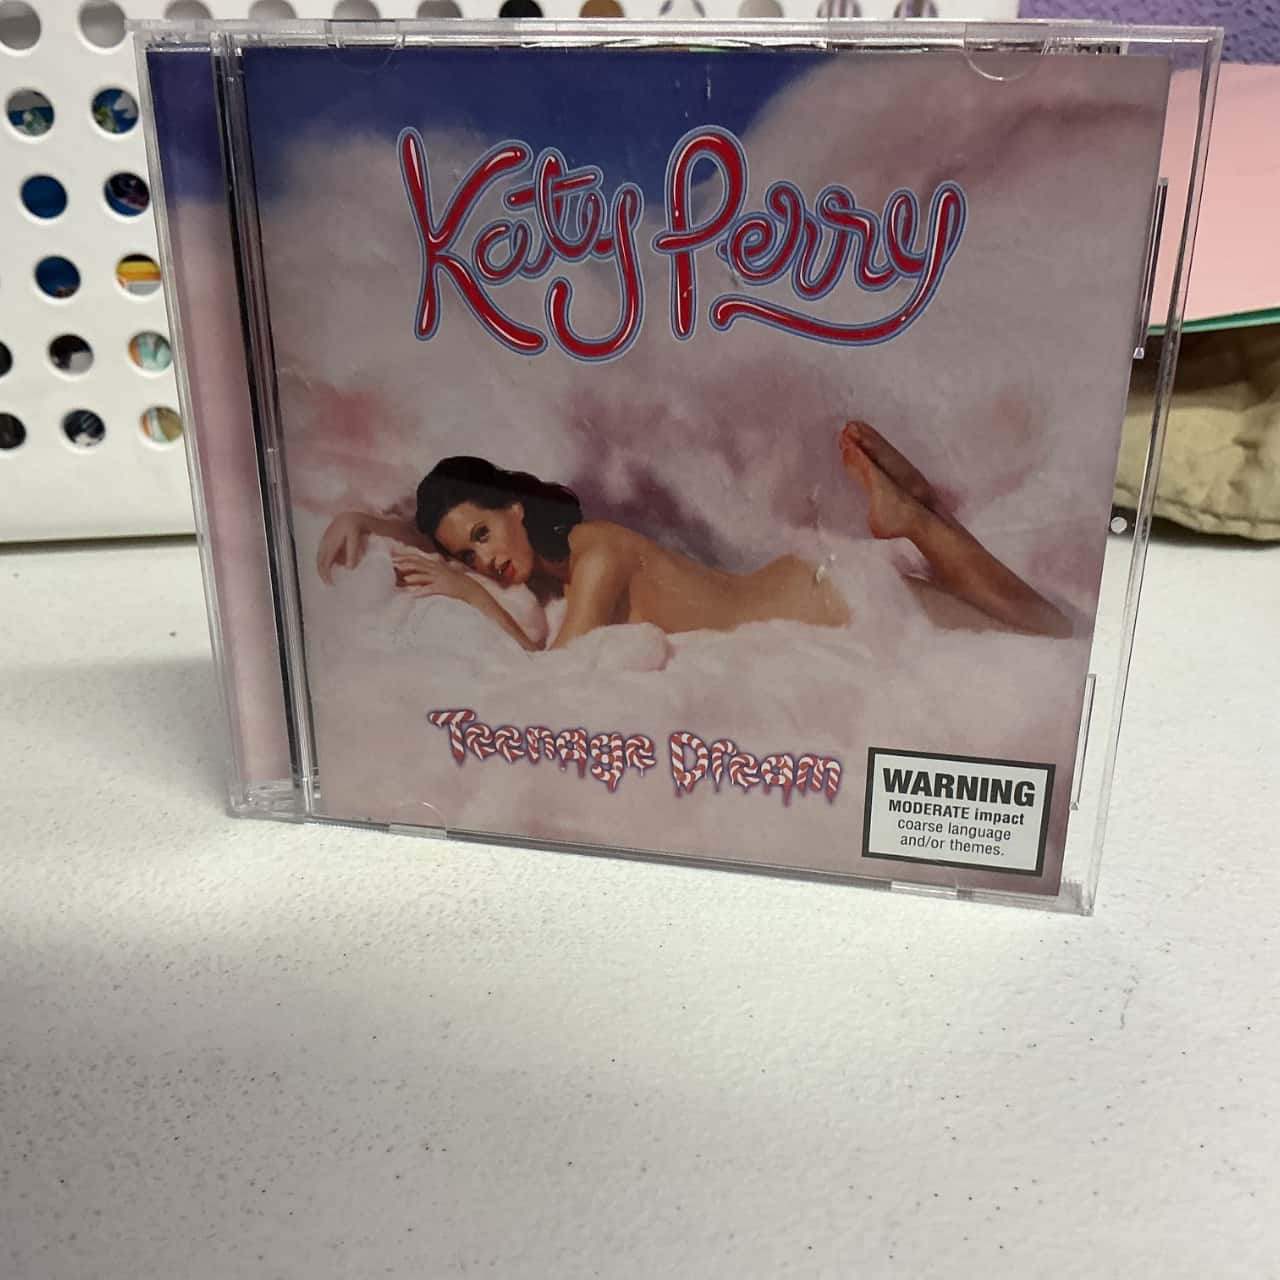 Katy Perry
Teenage Dream
WARNING
MODERATE impact
coarse language
and/or themes.